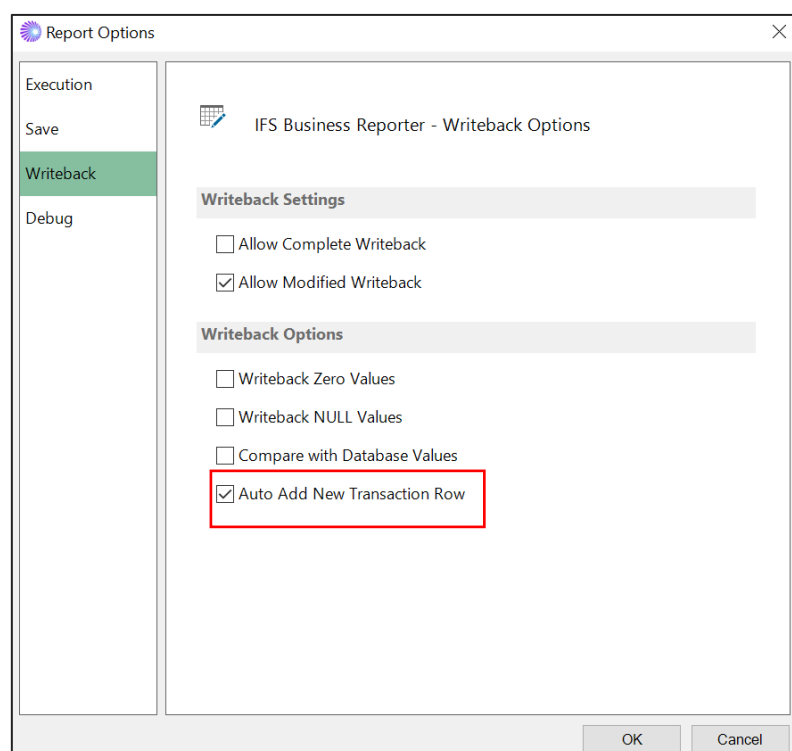 Report Options
Execution
Save
Writeback
Debug
IFS Business Reporter - Writeback Options
Writeback Settings
Allow Complete Writeback
Allow Modified Writeback
Writeback Options
Writeback Zero Values
Writeback NULL Values
Compare with Database Values
Auto Add New Transaction Row
OK
Cancel